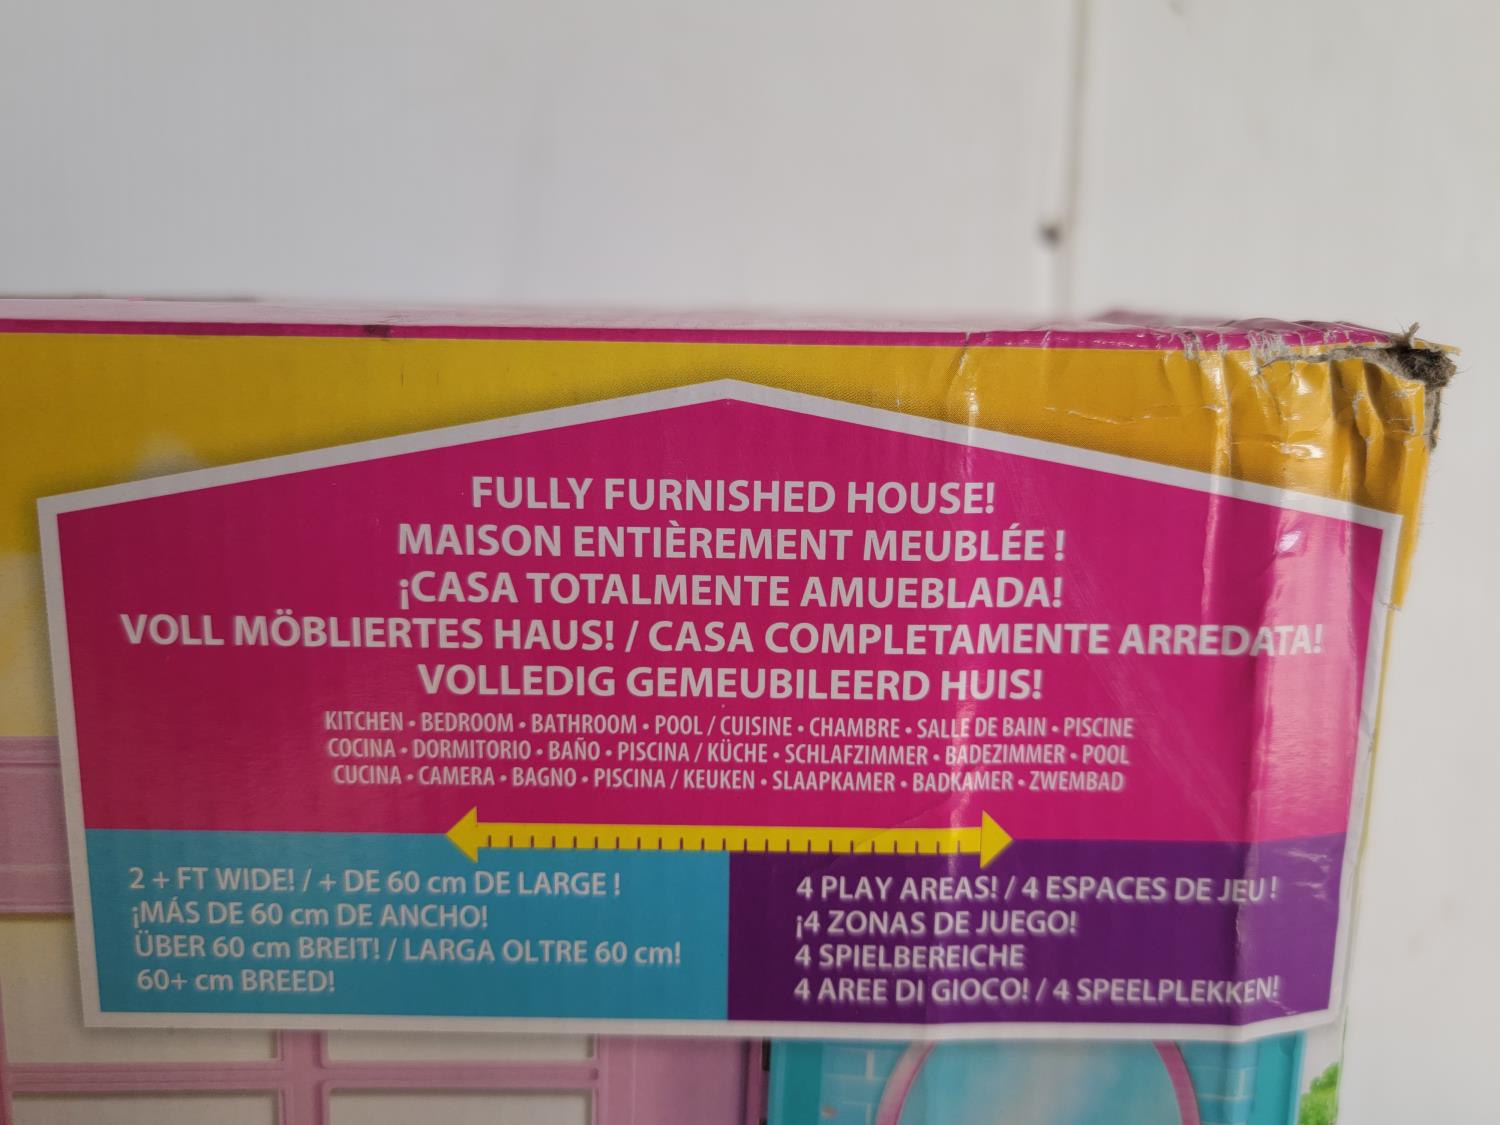 FULLY FURNISHED HOUSE!
MAISON ENTIÈREMENT MEUBLÉE !
¡CASA TOTALMENTE AMUEBLADA!
VOLL MÖBLIERTES HAUS! / CASA COMPLETAMENTE ARREDATA!
VOLLEDIG GEMEUBILEERD HUIS!
KITCHEN • BEDROOM • BATHROOM • POOL / CUISINE • CHAMBRE • SALLE DE BAIN • PISCINE
COCINA • DORMITORIO • BAÑO • PISCINA / KÜCHE • SCHLAFZIMMER • BADEZIMMER • POOL
CUCINA • CAMERA • BAGNO • PISCINA / KEUKEN • SLAAPKAMER • BADKAMER • ZWEMBAD
2 + FT WIDE! / + DE 60 cm DE LARGE !
¡MÁS DE 60 cm DE ANCHO!
ÜBER 60 cm BREIT! / LARGA OLTRE 60 cm!
60+ cm BREED!
4 PLAY AREAS! / 4 ESPACES DE JEU !
¡4 ZONAS DE JUEGO!
4 SPIELBEREICHE
4 AREE DI GIOCO! / 4 SPEELPLEKKEN!